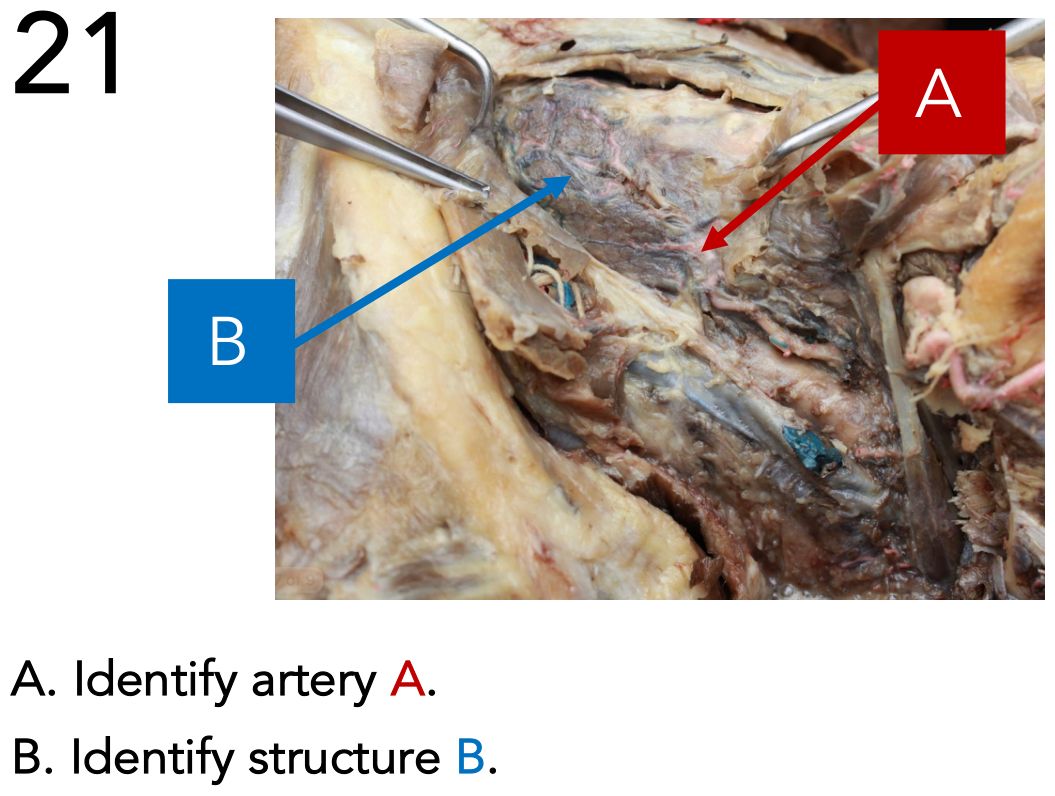 21
A
B
A. Identify artery A.
B. Identify structure B.